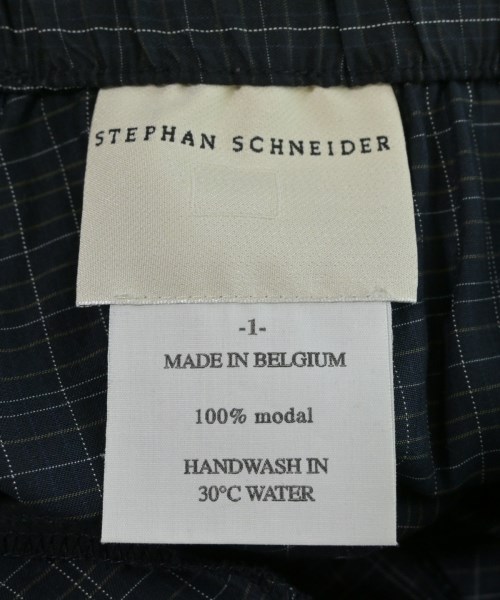 STEPHAN SCHNEIDER
-1-
MADE IN BELGIUM
100% modal
HANDWASH IN
30°C WATER